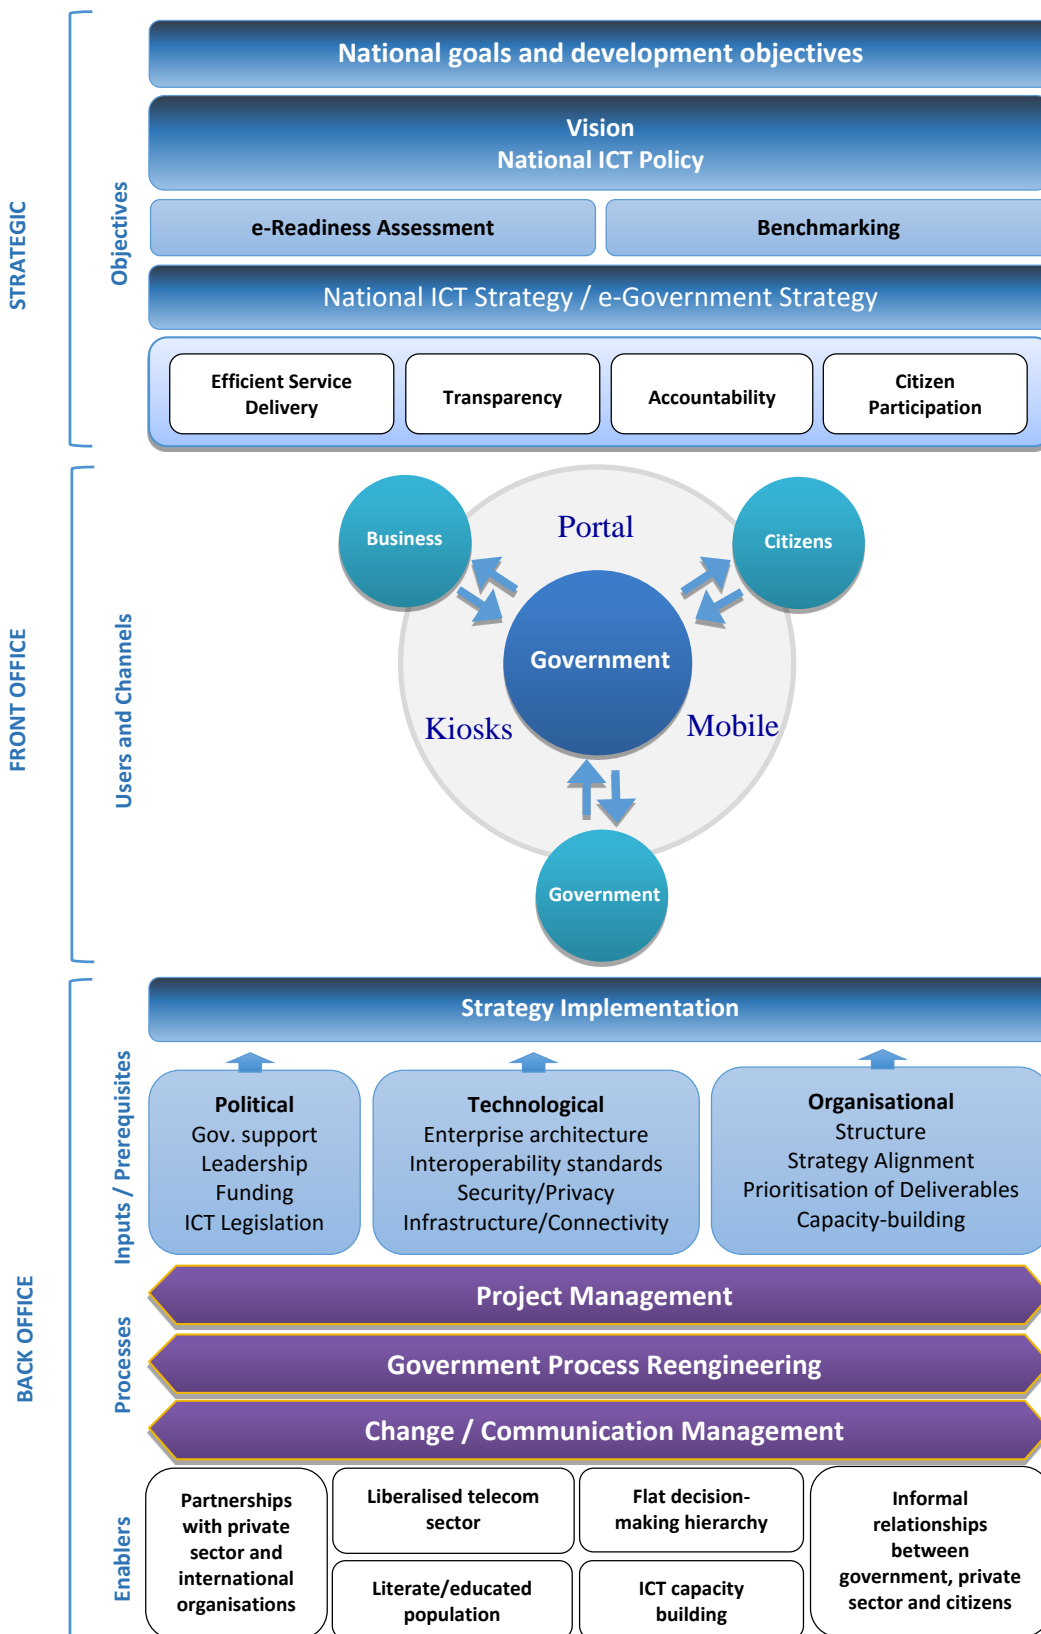 STRATEGIC
Objectives
National goals and development objectives
Vision
National ICT Policy
e-Readiness Assessment
Benchmarking
National ICT Strategy / e-Government Strategy
Efficient Service
Delivery
Transparency
Accountability
Citizen
Participation
FRONT OFFICE
Users and Channels
Business
Portal
Citizens
Government
Kiosks
Mobile
Government
BACK OFFICE
Strategy Implementation
Inputs / Prerequisites
Political
Gov. support
Leadership
Funding
ICT Legislation
Technological
Enterprise architecture
Interoperability standards
Security/Privacy
Infrastructure/Connectivity
Organisational
Structure
Strategy Alignment
Prioritisation of Deliverables
Capacity-building
Processes
Project Management
Government Process Reengineering
Change / Communication Management
Enablers
Partnerships
with private
sector and
international
organisations
Liberalised telecom
sector
Literate/educated
population
Flat decision-
making hierarchy
ICT capacity
building
Informal
relationships
between
government, private
sector and citizens